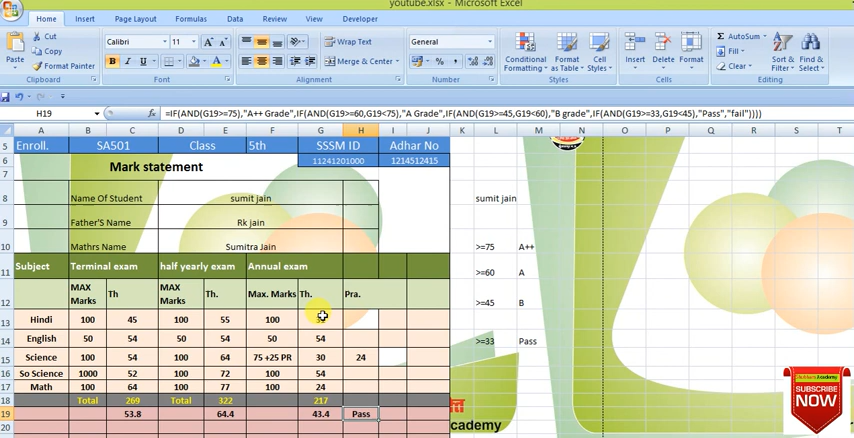 youtube.xlsx - Microsoft Excel
Home Insert Page Layout Formulas Data Review View Developer
Paste Cut Copy Format Painter Calibri 11 Wrap Text General Conditional Formatting Format as Table Cell Styles Insert Delete Format AutoSum Fill Clear Sort & Filter Find & Select
B I U Merge & Center
Clipboard Font Alignment Number Styles Cells Editing
H19 fx =IF(AND(G19>=75),"A++ Grade",IF(AND(G19>=60,G19<75),"A Grade",IF(AND(G19>=45,G19<60),"B grade",IF(AND(G19>=33,G19<45),"Pass","fail"))))
A B C D E F G H I J K L M N O P Q R S T
5 Enroll. SA501 Class 5th SSSM ID Adhar No
6 11241201000 1214512415
7 Mark statement
8 Name Of Student sumit jain sumit jain
9 Father'S Name Rk jain
10 Mathrs Name Sumitra Jain >=75 A++
11 Subject Terminal exam half yearly exam Annual exam >=60 A
12 MAX Marks Th MAX Marks Th. Max. Marks Th. Pra. >=45 B
13 Hindi 100 45 100 55 100
14 English 50 54 50 54 50 54 >=33 Pass
15 Science 100 54 100 64 75 +25 PR 30 24
16 So Science 1000 52 100 72 100 54
17 Math 100 64 100 77 100 24
18 Total 269 Total 322 217
19 53.8 64.4 43.4 Pass
20
cademy
SUBSCRIBE NOW